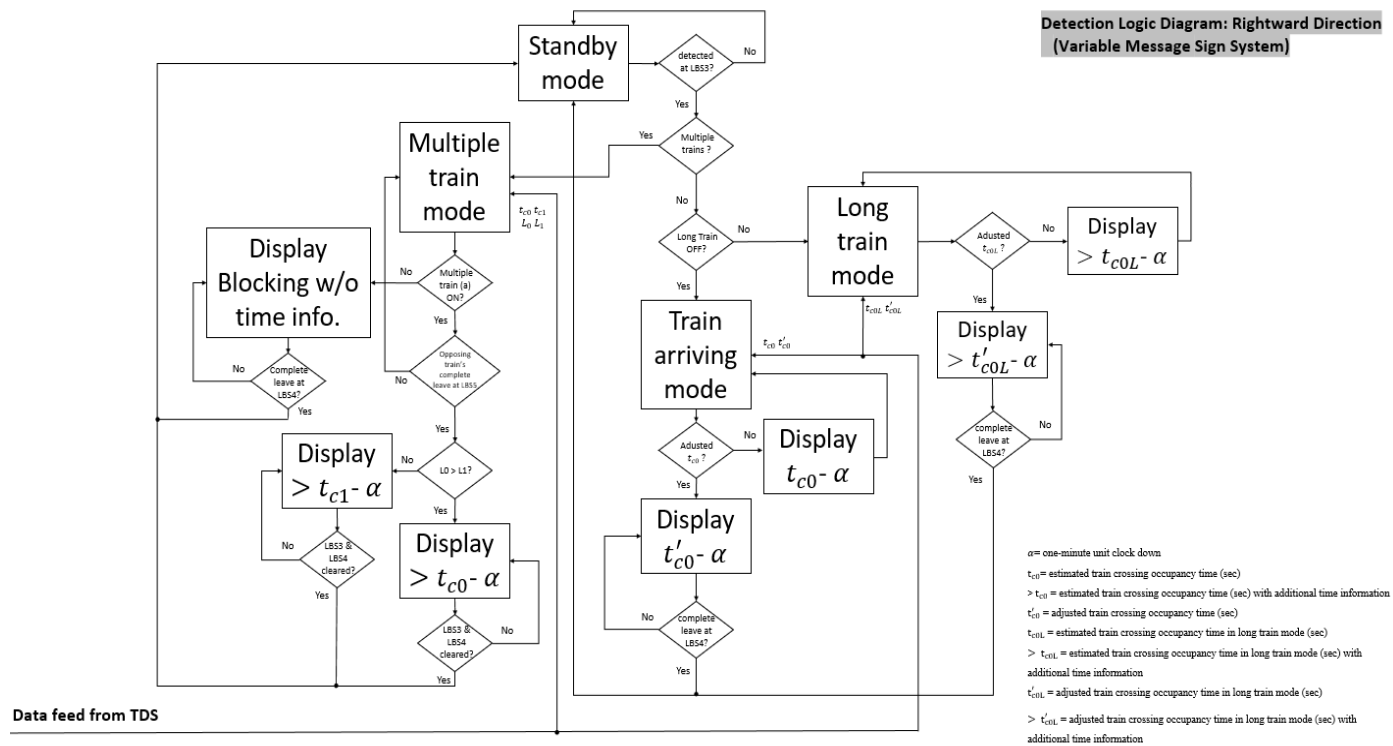 Detection Logic Diagram: Rightward Direction
(Variable Message Sign System)
Standby
mode
detected
at LBS3?
No
Yes
Multiple
trains ?
Yes
No
Multiple
train
mode
t_c0 t_c1
L_0 L_1
Long Train
OFF?
No
Yes
Long
train
mode
t_c0L t′_c0L
Adusted
t_c0L ?
No
Yes
Display
> t_c0L- α
Display
Blocking w/o
time info.
No
Multiple
train (a)
ON?
Yes
Opposing
train's
complete
leave at LBS5
No
Yes
Complete
leave at
LBS4?
No
Yes
Train
arriving
mode
t_c0 t′_c0
Display
> t′_c0L- α
complete
leave at
LBS4?
No
Yes
Adusted
t_c0 ?
No
Yes
Display
t_c0- α
L0 > L1?
No
Yes
Display
> t_c1- α
LBS3 &
LBS4
cleared?
No
Yes
Display
> t_c0- α
LBS3 &
LBS4
cleared?
No
Yes
Display
t′_c0- α
complete
leave at
LBS4?
No
Yes
α= one-minute unit clock down
t_c0= estimated train crossing occupancy time (sec)
> t_c0 = estimated train crossing occupancy time (sec) with additional time information
t′_c0 = adjusted train crossing occupancy time (sec)
t_c0L = estimated train crossing occupancy time in long train mode (sec)
> t_c0L = estimated train crossing occupancy time in long train mode (sec) with
additional time information
t′_c0L = adjusted train crossing occupancy time in long train mode (sec)
> t′_c0L = adjusted train crossing occupancy time in long train mode (sec) with
additional time information
Data feed from TDS